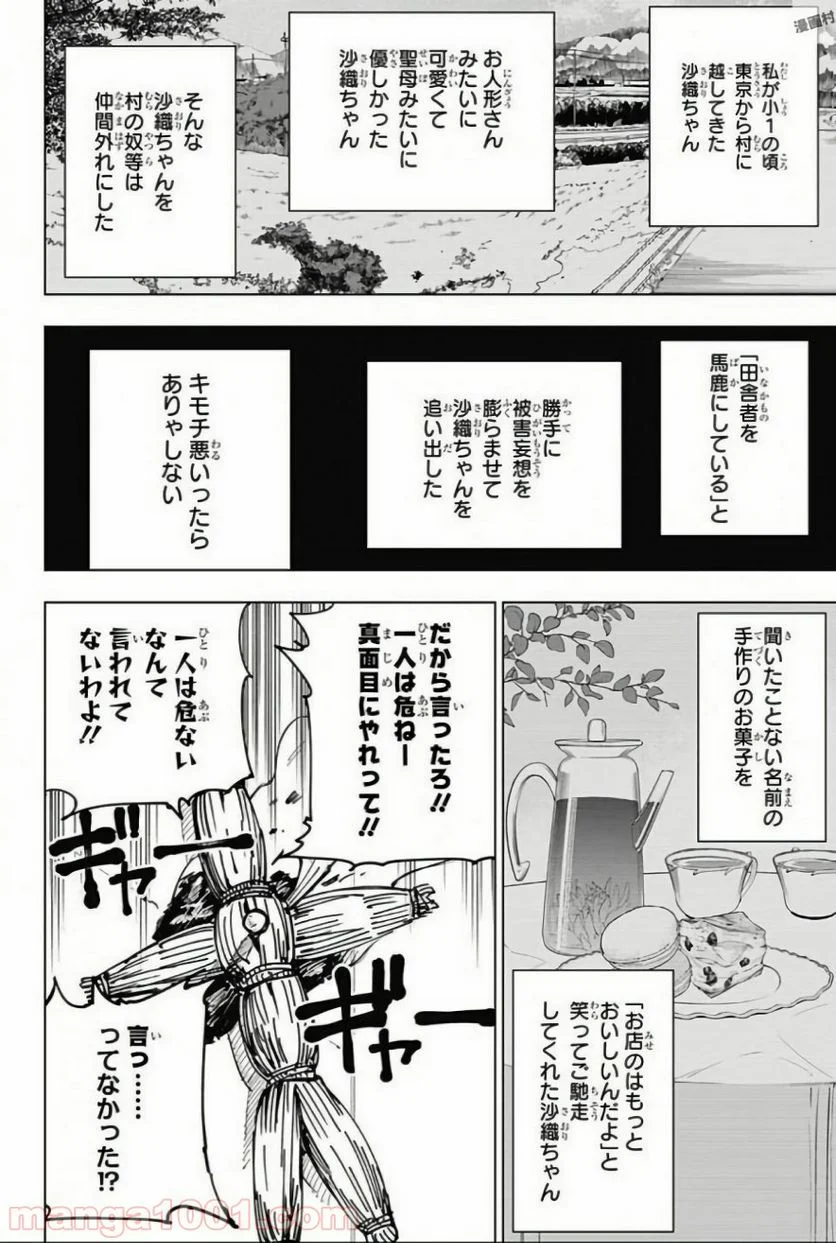 漫画村
私が小1の頃
東京から村に
越してきた
沙織ちゃん
お人形さん
みたいに
可愛くて
聖母みたいに
優しかった
沙織ちゃん
そんな
沙織ちゃんを
村の奴等は
仲間外れにした
「田舎者を
馬鹿にしている」と
勝手に
被害妄想を
膨らませて
沙織ちゃんを
追い出した
キモチ悪いったら
ありゃしない
聞いたことない名前の
手作りのお菓子を
「お店のはもっと
おいしいんだよ」と
笑ってご馳走
してくれた沙織ちゃん
だから言ったろ!!
一人は危ねー
真面目にやれって!!
一人は危ない
なんて
言われて
ないわよ!!
ギャー
ギャー
言つ……
ってなかった!?
manga1001.com